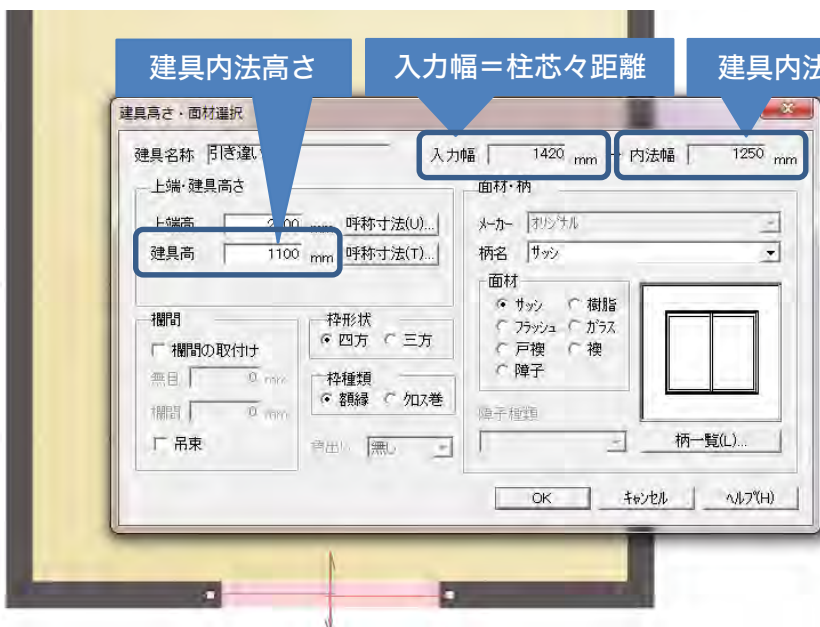 建具内法高さ
入力幅＝柱芯々距離
建具内法
建具高さ・面材選択
建具名称 引き違い
入力幅 1420 mm
内法幅 1250 mm
上端・建具高さ
上端高 mm 呼称寸法(U)...
建具高 1100 mm 呼称寸法(T)...
面材・柄
メーカー オリジナル
柄名 サッシ
面材
サッシ 樹脂
フラッシュ ガラス
戸襖 襖
障子
障子種類
柄一覧(L)...
欄間
欄間の取付け
無目 0 mm
欄間 0 mm
吊束
枠形状
四方 三方
枠種類
額縁 クロス巻
無し
OK キャンセル ヘルプ(H)